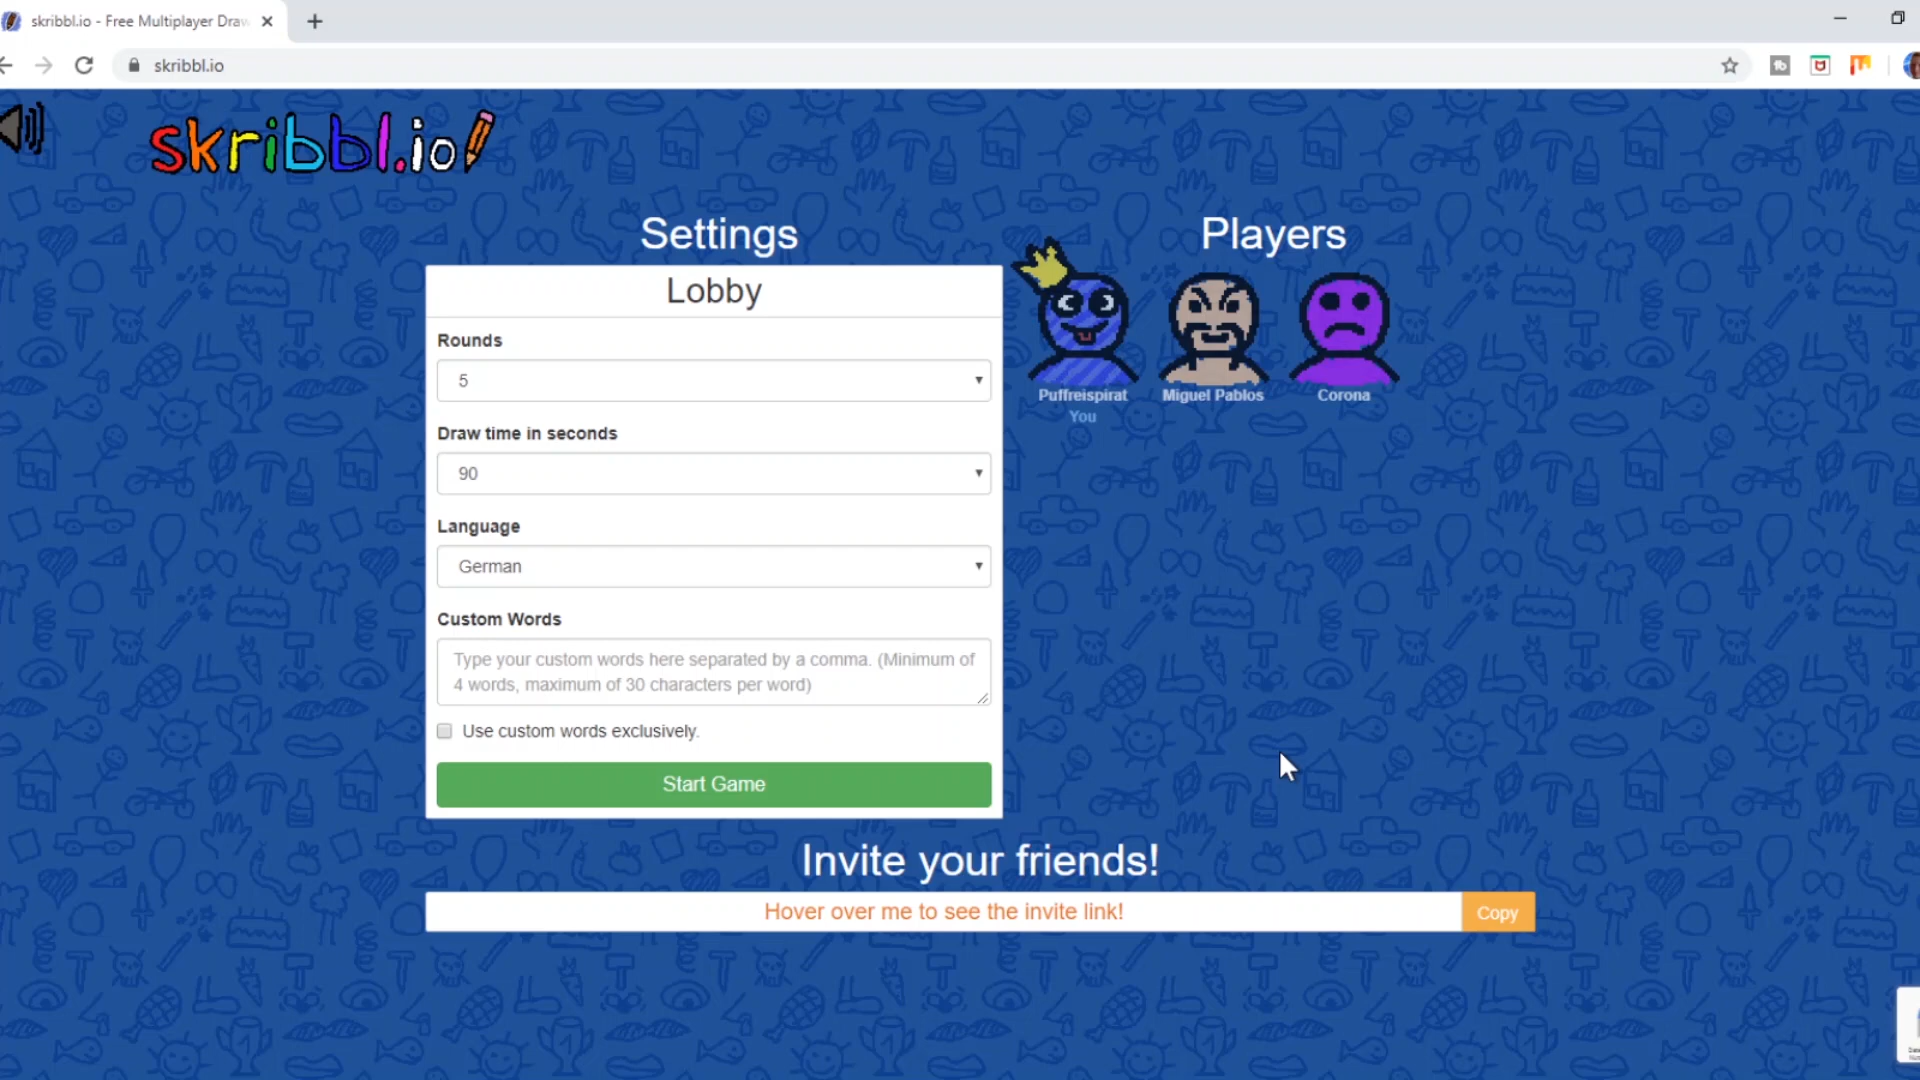 skribbl.io - Free Multiplayer Draw
skribbl.io
skribbl.io
Settings
Players
Lobby
Rounds
5
Draw time in seconds
90
Language
German
Custom Words
Type your custom words here separated by a comma. (Minimum of
4 words, maximum of 30 characters per word)
Use custom words exclusively.
Start Game
Puffreispirat
You
Miguel Pablos
Corona
Invite your friends!
Hover over me to see the invite link!
Copy